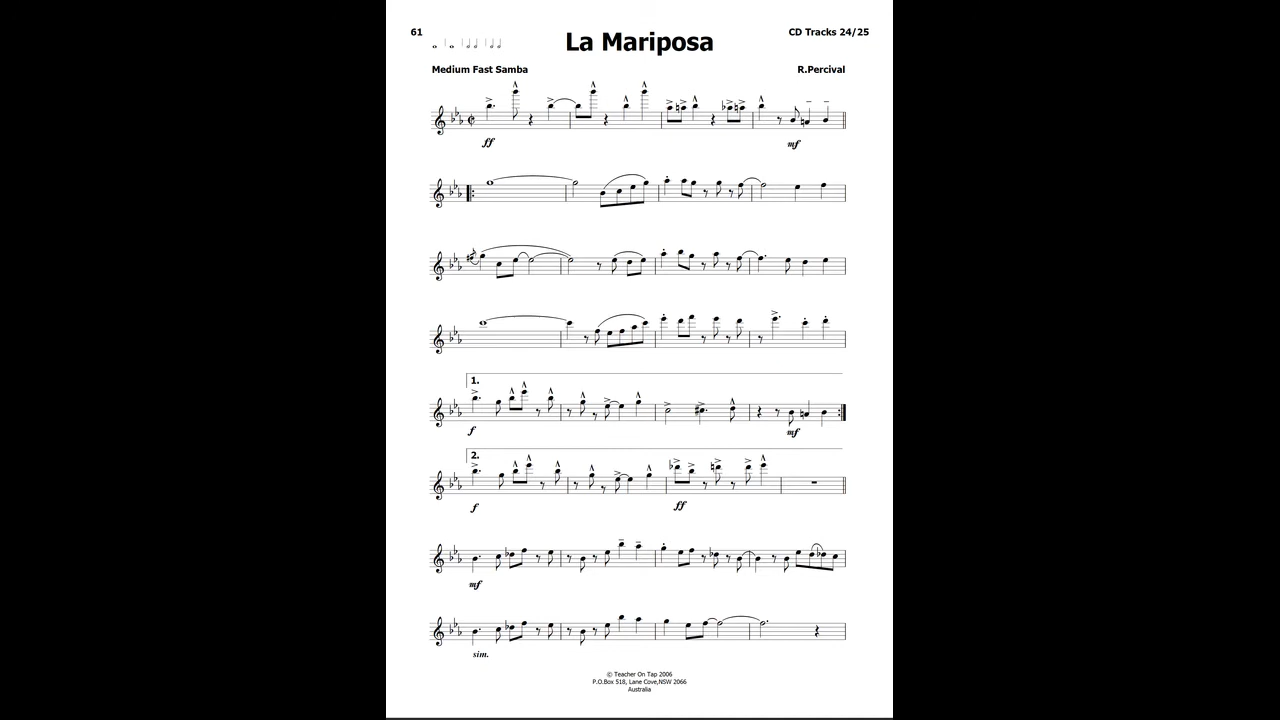 61
La Mariposa
CD Tracks 24/25
Medium Fast Samba
R.Percival
ff
mf
1.
f
mf
2.
f
ff
mf
sim.
© Teacher On Tap 2006
P.O.Box 518, Lane Cove,NSW 2066
Australia